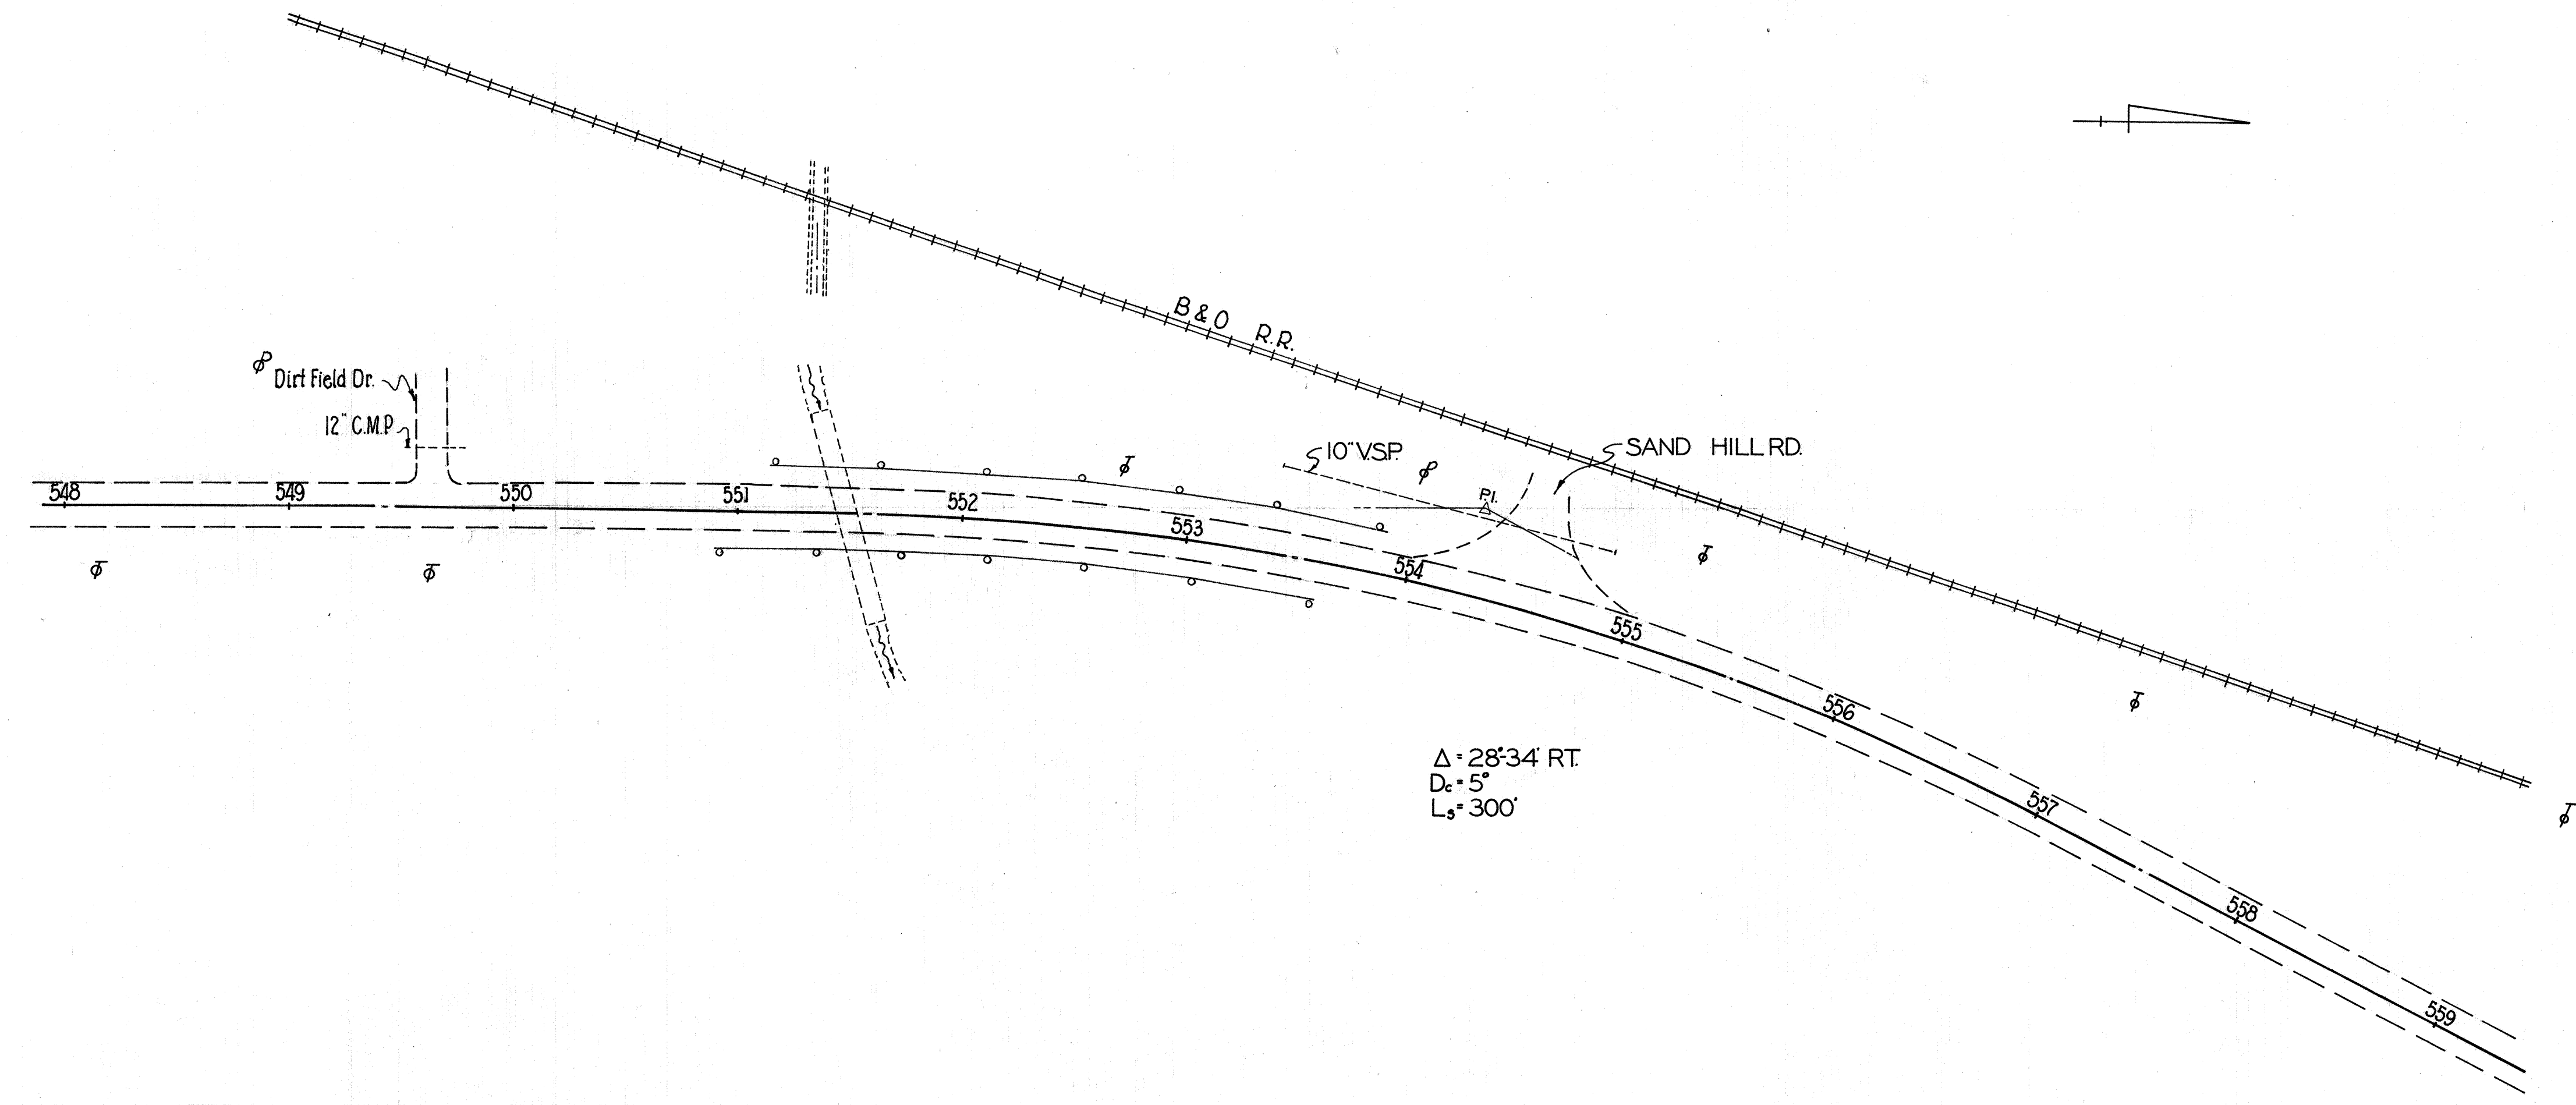 B & O R.R.
Dirt Field Dr.
12" C.M.P.
10" V.S.P.
SAND HILL RD.
P.I.
548
549
550
551
552
553
554
555
556
557
558
559
Δ = 28°-34' RT.
Dc = 5°
Ls = 300'